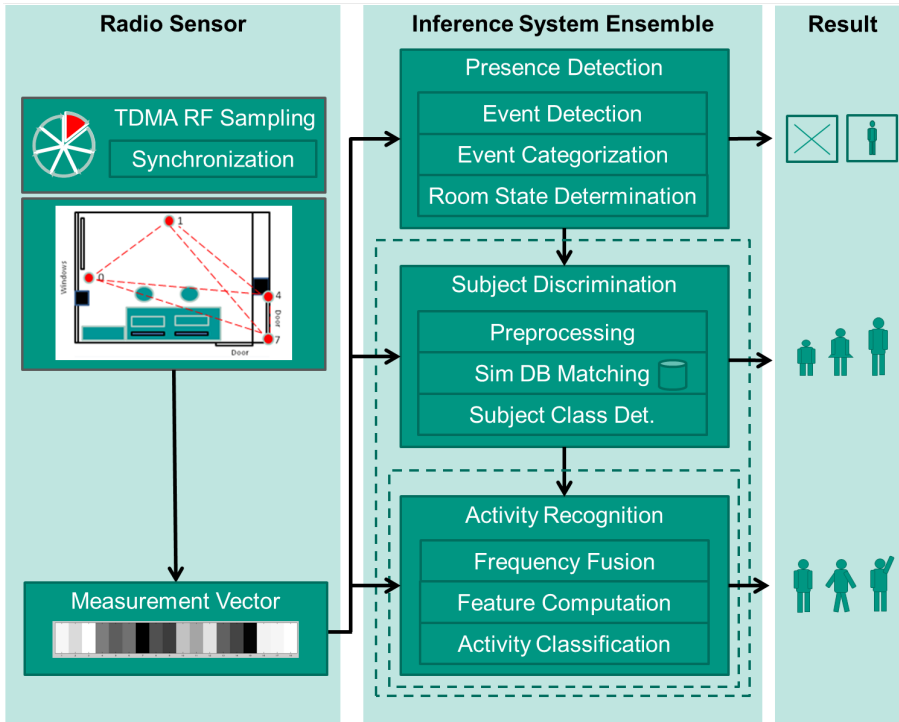 Radio Sensor
TDMA RF Sampling
Synchronization
1
0
4
7
Windows
Door
Door
Measurement Vector
Inference System Ensemble
Presence Detection
Event Detection
Event Categorization
Room State Determination
Subject Discrimination
Preprocessing
Sim DB Matching
Subject Class Det.
Activity Recognition
Frequency Fusion
Feature Computation
Activity Classification
Result